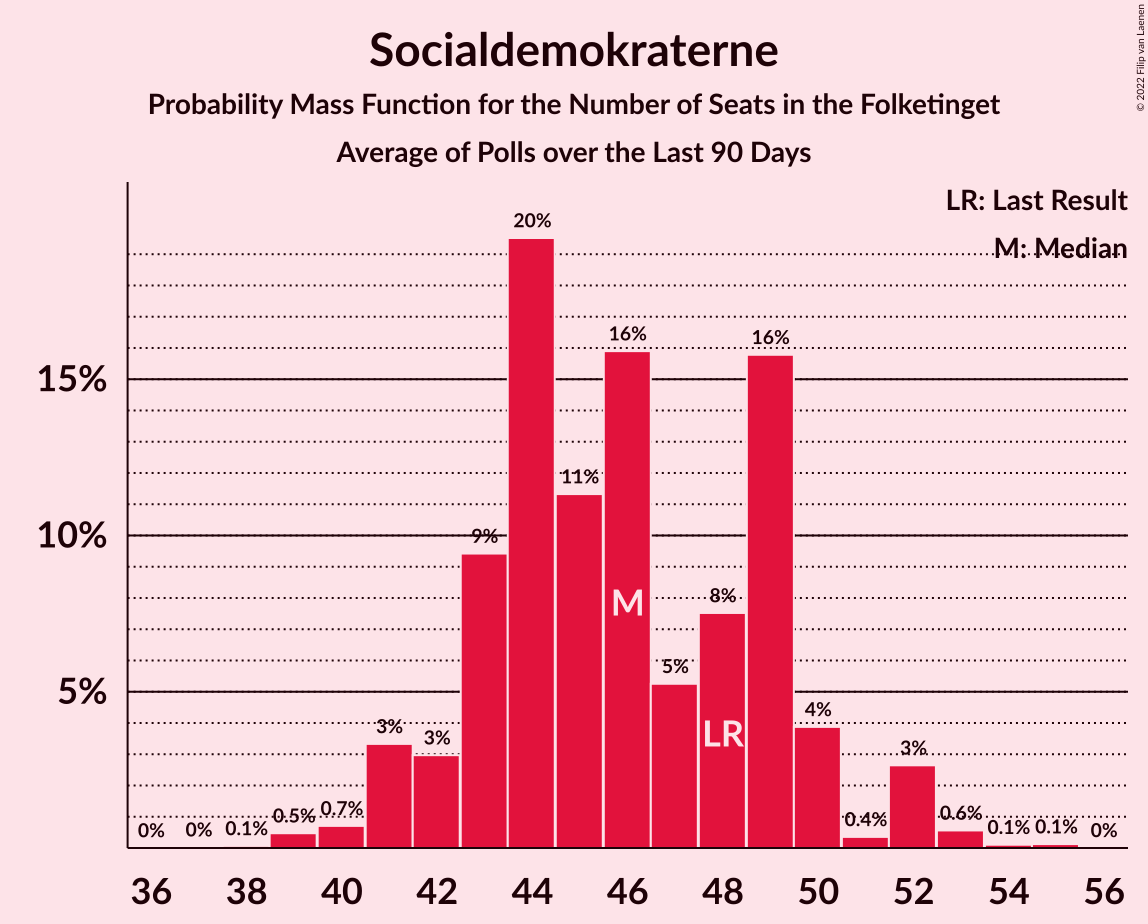 Socialdemokraterne
Probability Mass Function for the Number of Seats in the Folketinget
Average of Polls over the Last 90 Days
© 2022 Filip van Laenen
LR: Last Result
M: Median
15%
10%
5%
0%
0%
0.1%
0.5%
0.7%
3%
3%
9%
20%
11%
16%
5%
8%
16%
4%
0.4%
3%
0.6%
0.1%
0.1%
0%
M
LR
36 38 40 42 44 46 48 50 52 54 56